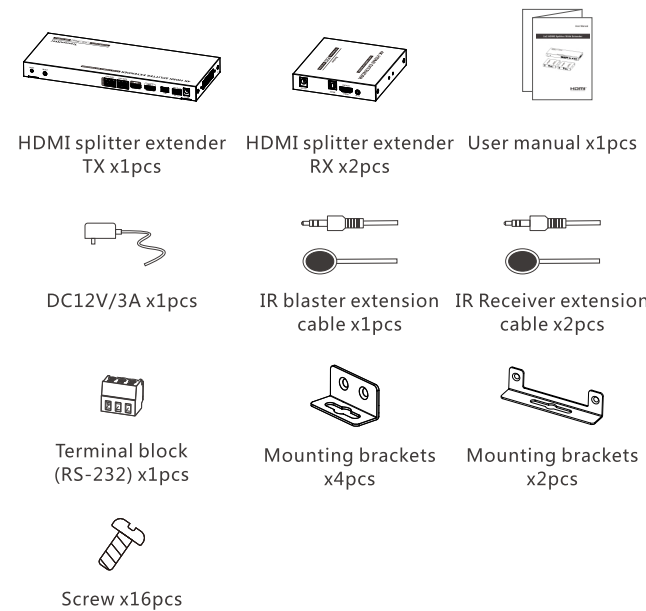 HDMI
HDMI splitter extender
TX x1pcs
HDMI splitter extender
RX x2pcs
User manual x1pcs
DC12V/3A x1pcs
IR blaster extension
cable x1pcs
IR Receiver extension
cable x2pcs
Terminal block
(RS-232) x1pcs
Mounting brackets
x4pcs
Mounting brackets
x2pcs
Screw x16pcs